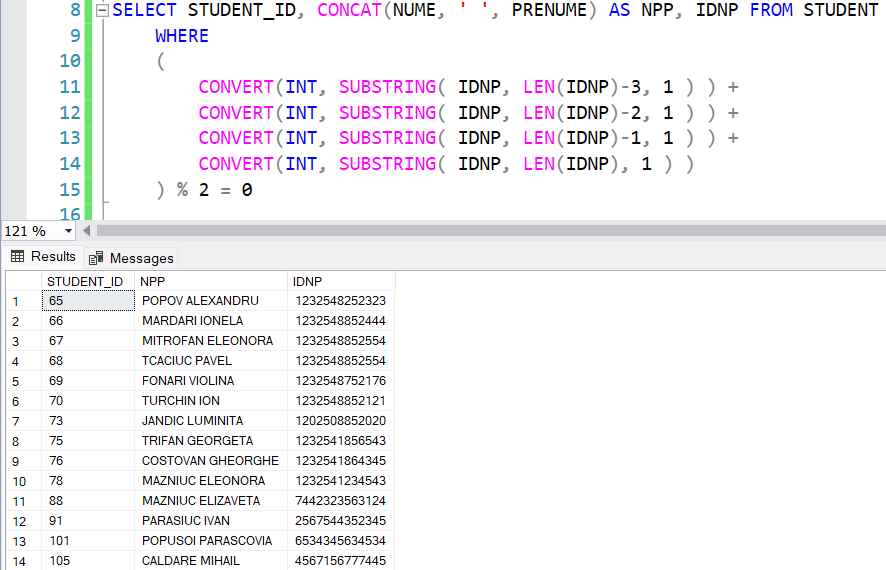 8 SELECT STUDENT_ID, CONCAT(NUME, ' ', PRENUME) AS NPP, IDNP FROM STUDENT
9 WHERE
10 (
11 CONVERT(INT, SUBSTRING( IDNP, LEN(IDNP)-3, 1 ) ) +
12 CONVERT(INT, SUBSTRING( IDNP, LEN(IDNP)-2, 1 ) ) +
13 CONVERT(INT, SUBSTRING( IDNP, LEN(IDNP)-1, 1 ) ) +
14 CONVERT(INT, SUBSTRING( IDNP, LEN(IDNP), 1 ) )
15 ) % 2 = 0
16
121 %
Results Messages
STUDENT_ID NPP IDNP
1 65 POPOV ALEXANDRU 1232548252323
2 66 MARDARI IONELA 1232548852444
3 67 MITROFAN ELEONORA 1232548852554
4 68 TCACIUC PAVEL 1232548852554
5 69 FONARI VIOLINA 1232548752176
6 70 TURCHIN ION 1232548852121
7 73 JANDIC LUMINITA 1202508852020
8 75 TRIFAN GEORGETA 1232541856543
9 76 COSTOVAN GHEORGHE 1232541864345
10 78 MAZNIUC ELEONORA 1232541234543
11 88 MAZNIUC ELIZAVETA 7442323563124
12 91 PARASIUC IVAN 2567544352345
13 101 POPUSOI PARASCOVIA 6534345634534
14 105 CALDARE MIHAIL 4567156777445